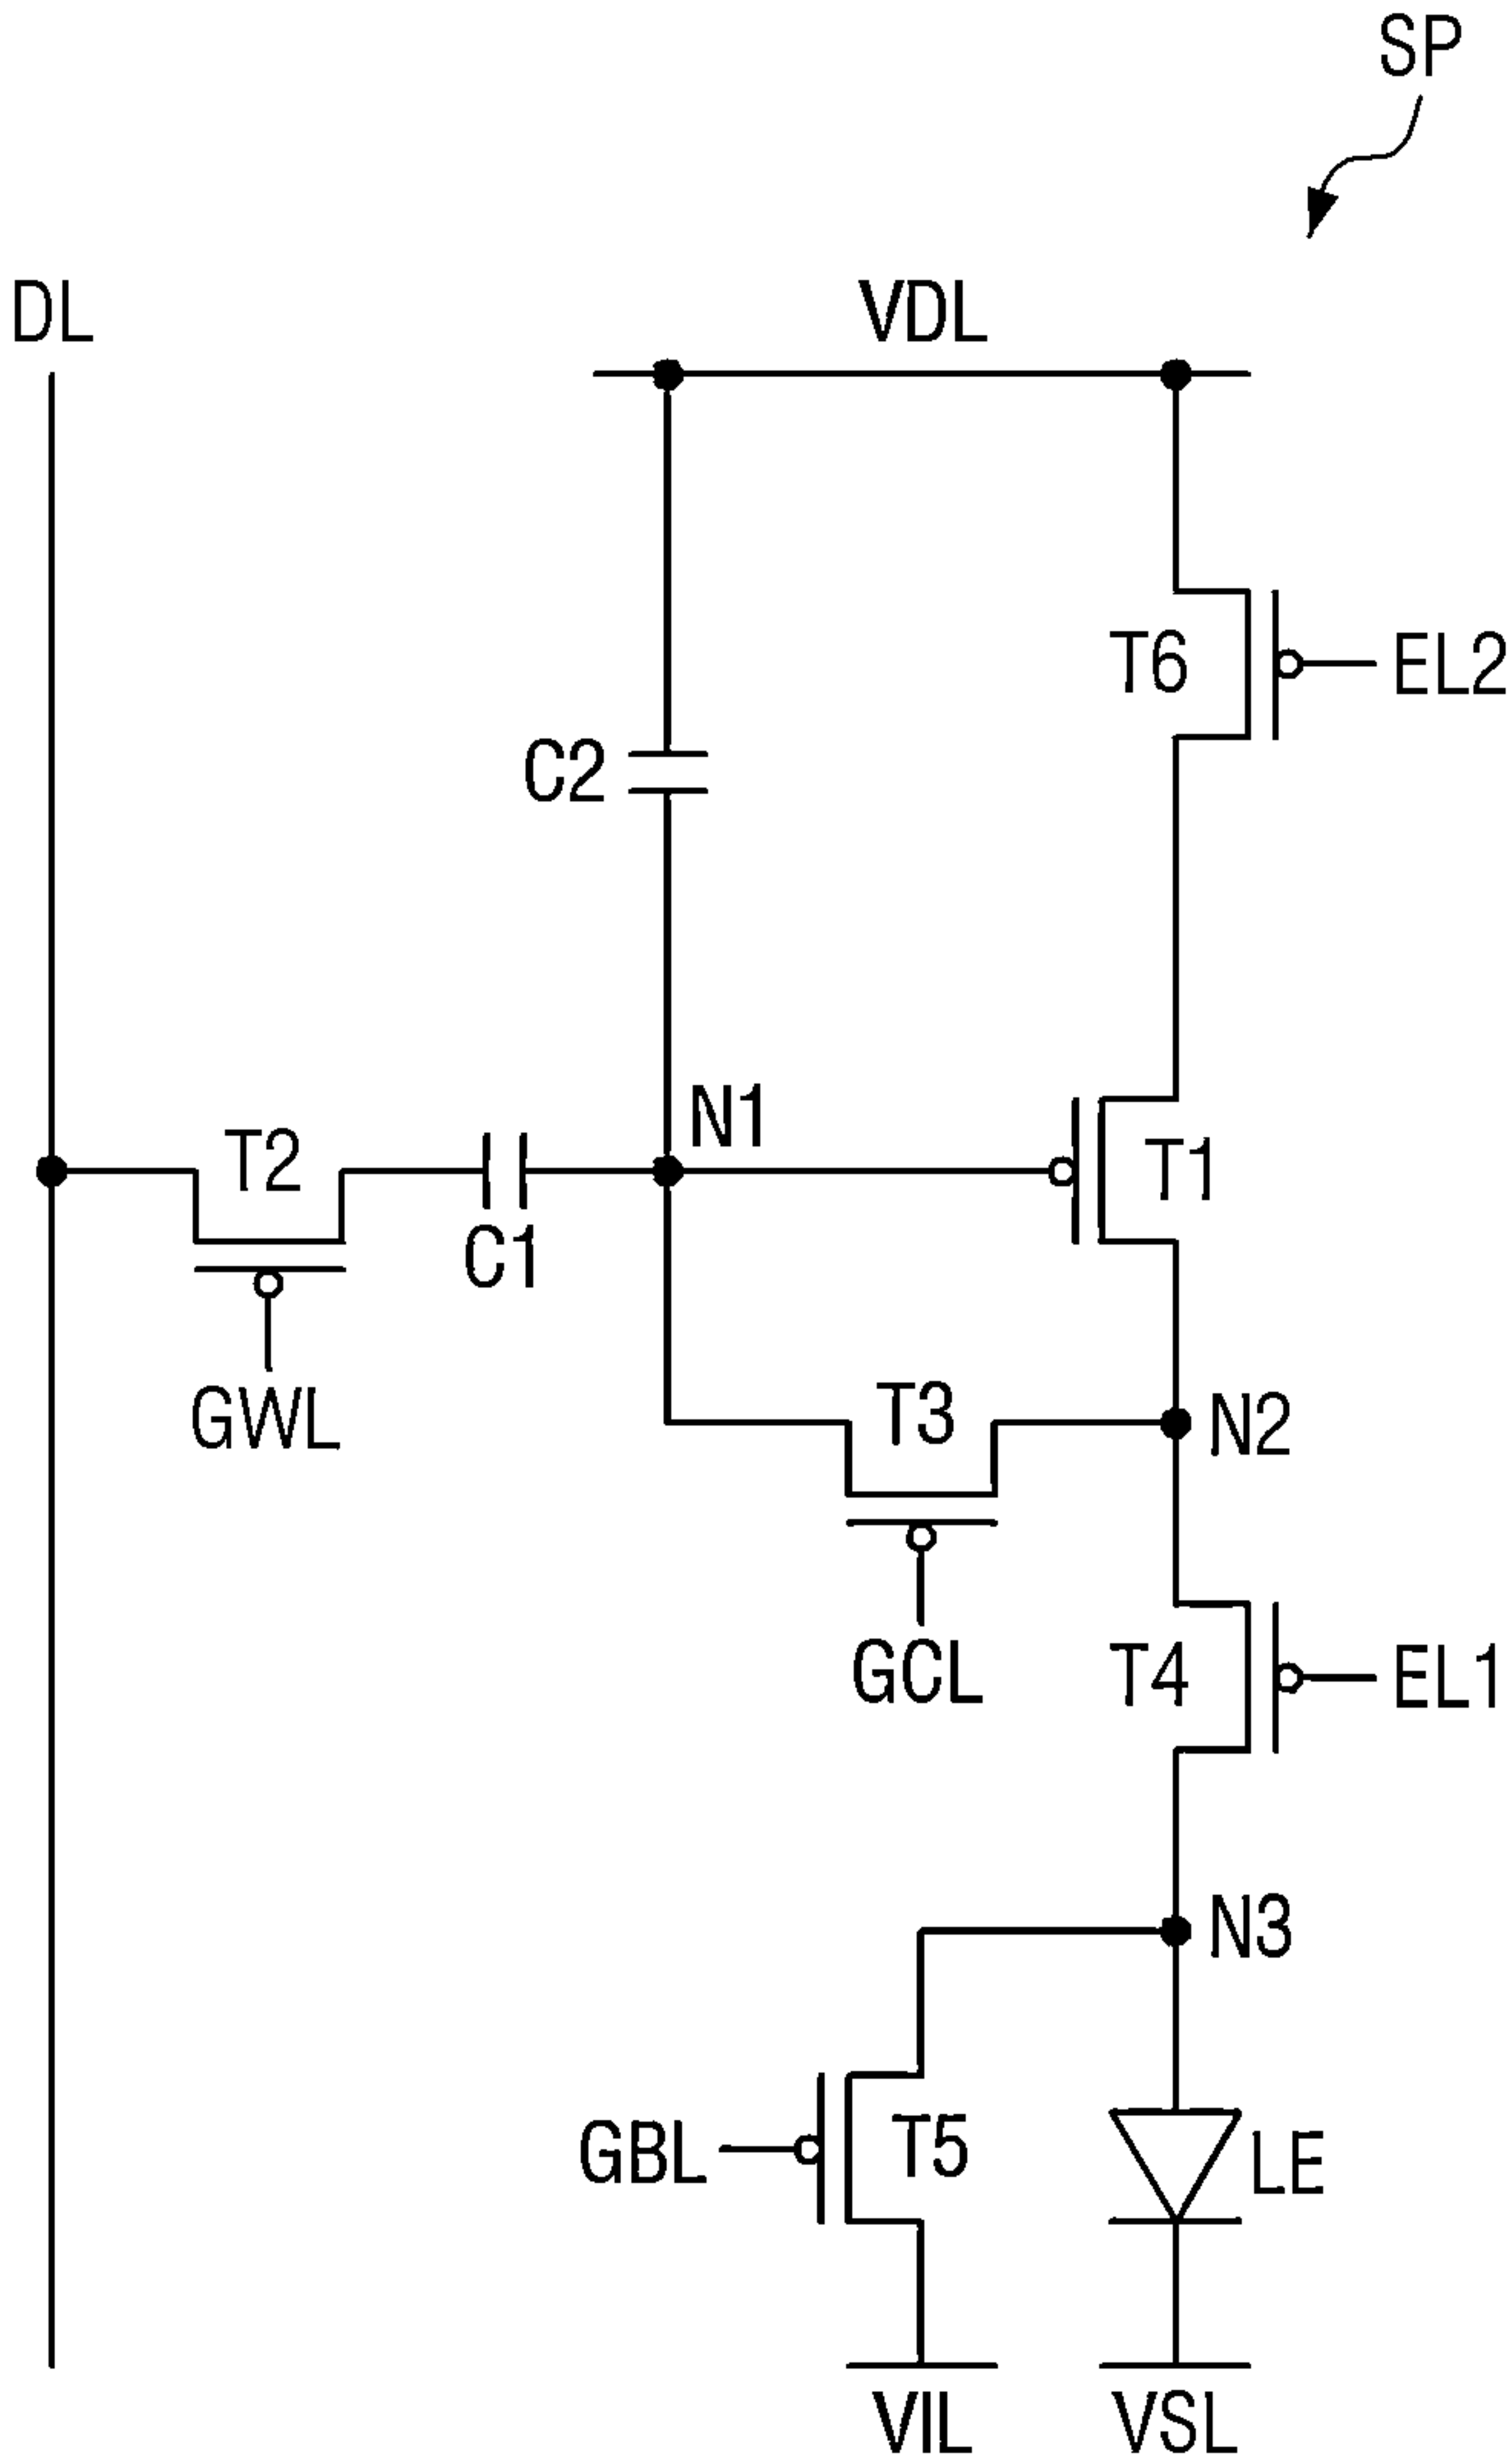 SP
DL
VDL
T6
EL2
C2
N1
T2
T1
C1
GWL
T3
N2
GCL
T4
EL1
N3
GBL
T5
LE
VIL
VSL